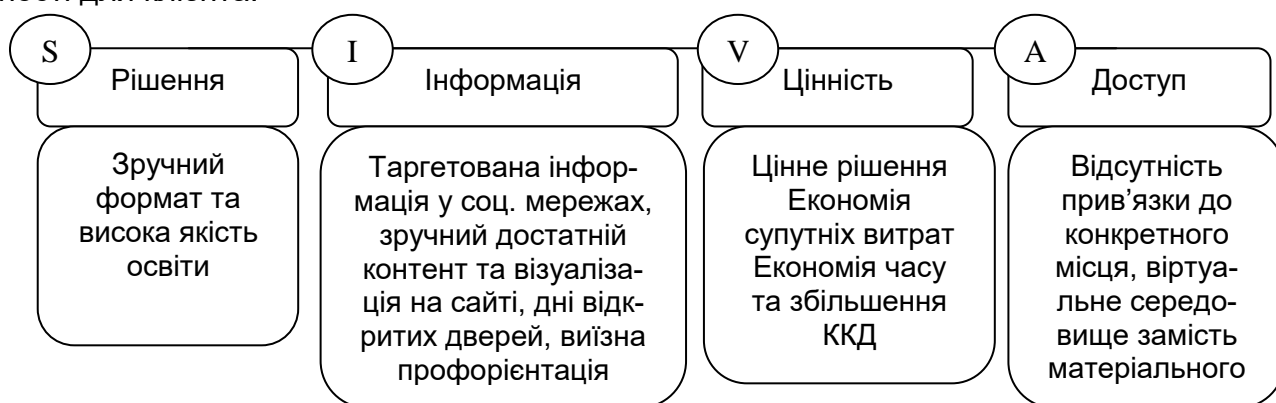 S
Рішення
Зручний
формат та
висока якість
освіти
I
Інформація
Таргетована інфор-
мація у соц. мережах,
зручний достатній
контент та візуаліза-
ція на сайті, дні відк-
ритих дверей, виїзна
профорієнтація
V
Цінність
Цінне рішення
Економія
супутніх витрат
Економія часу
та збільшення
ККД
A
Доступ
Відсутність
прив’язки до
конкретного
місця, віртуа-
льне середо-
вище замість
матеріального